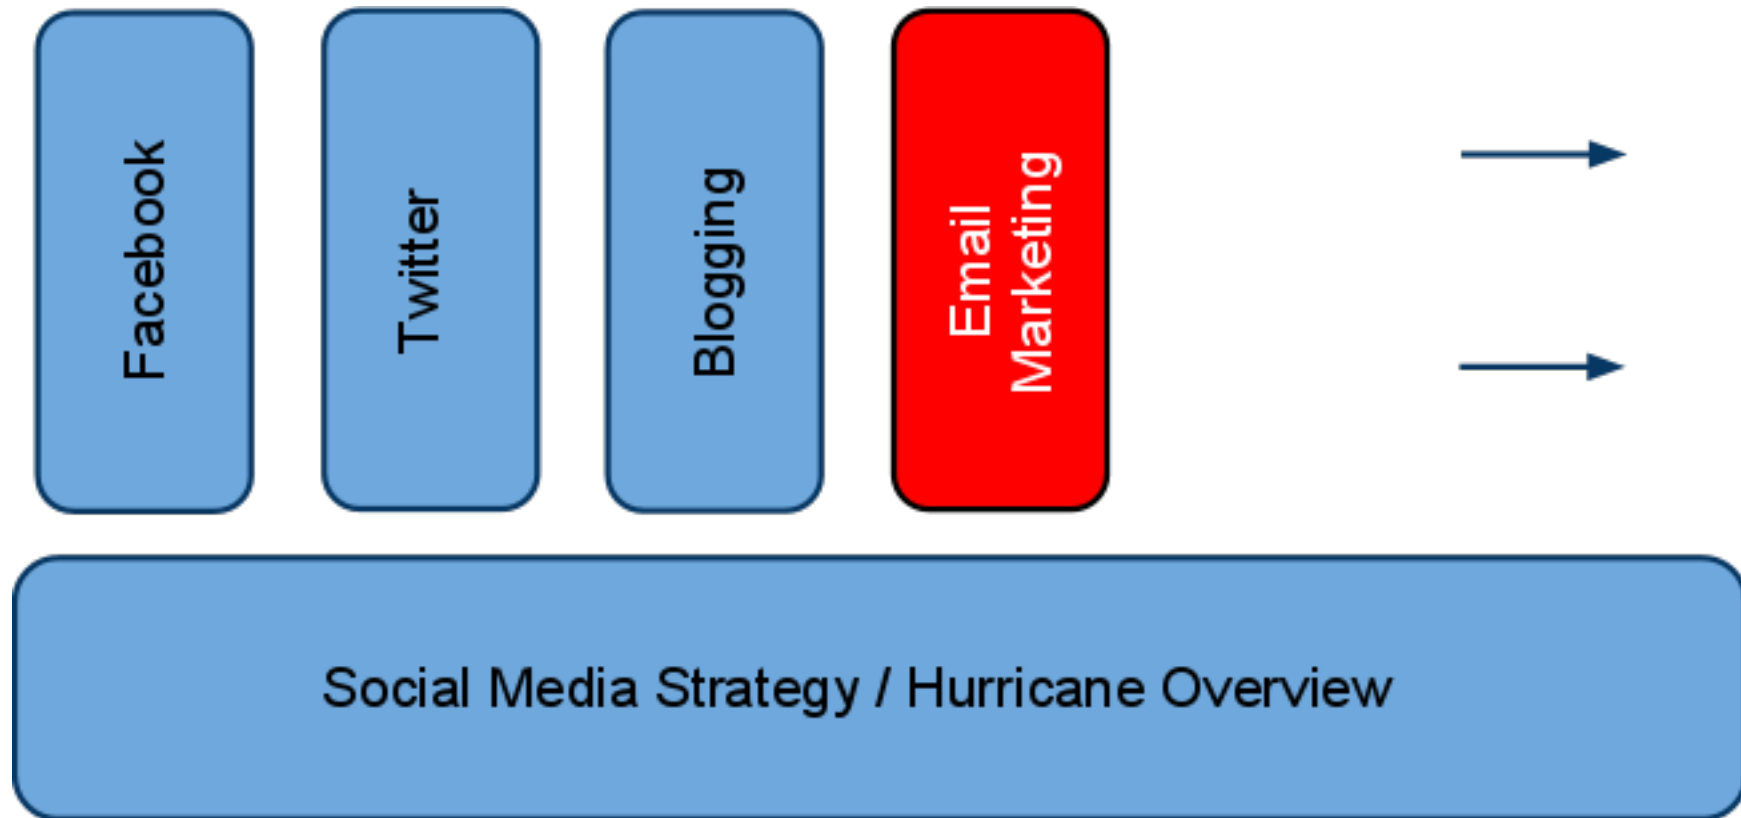 Facebook
Twitter
Blogging
Email
Marketing
Social Media Strategy / Hurricane Overview